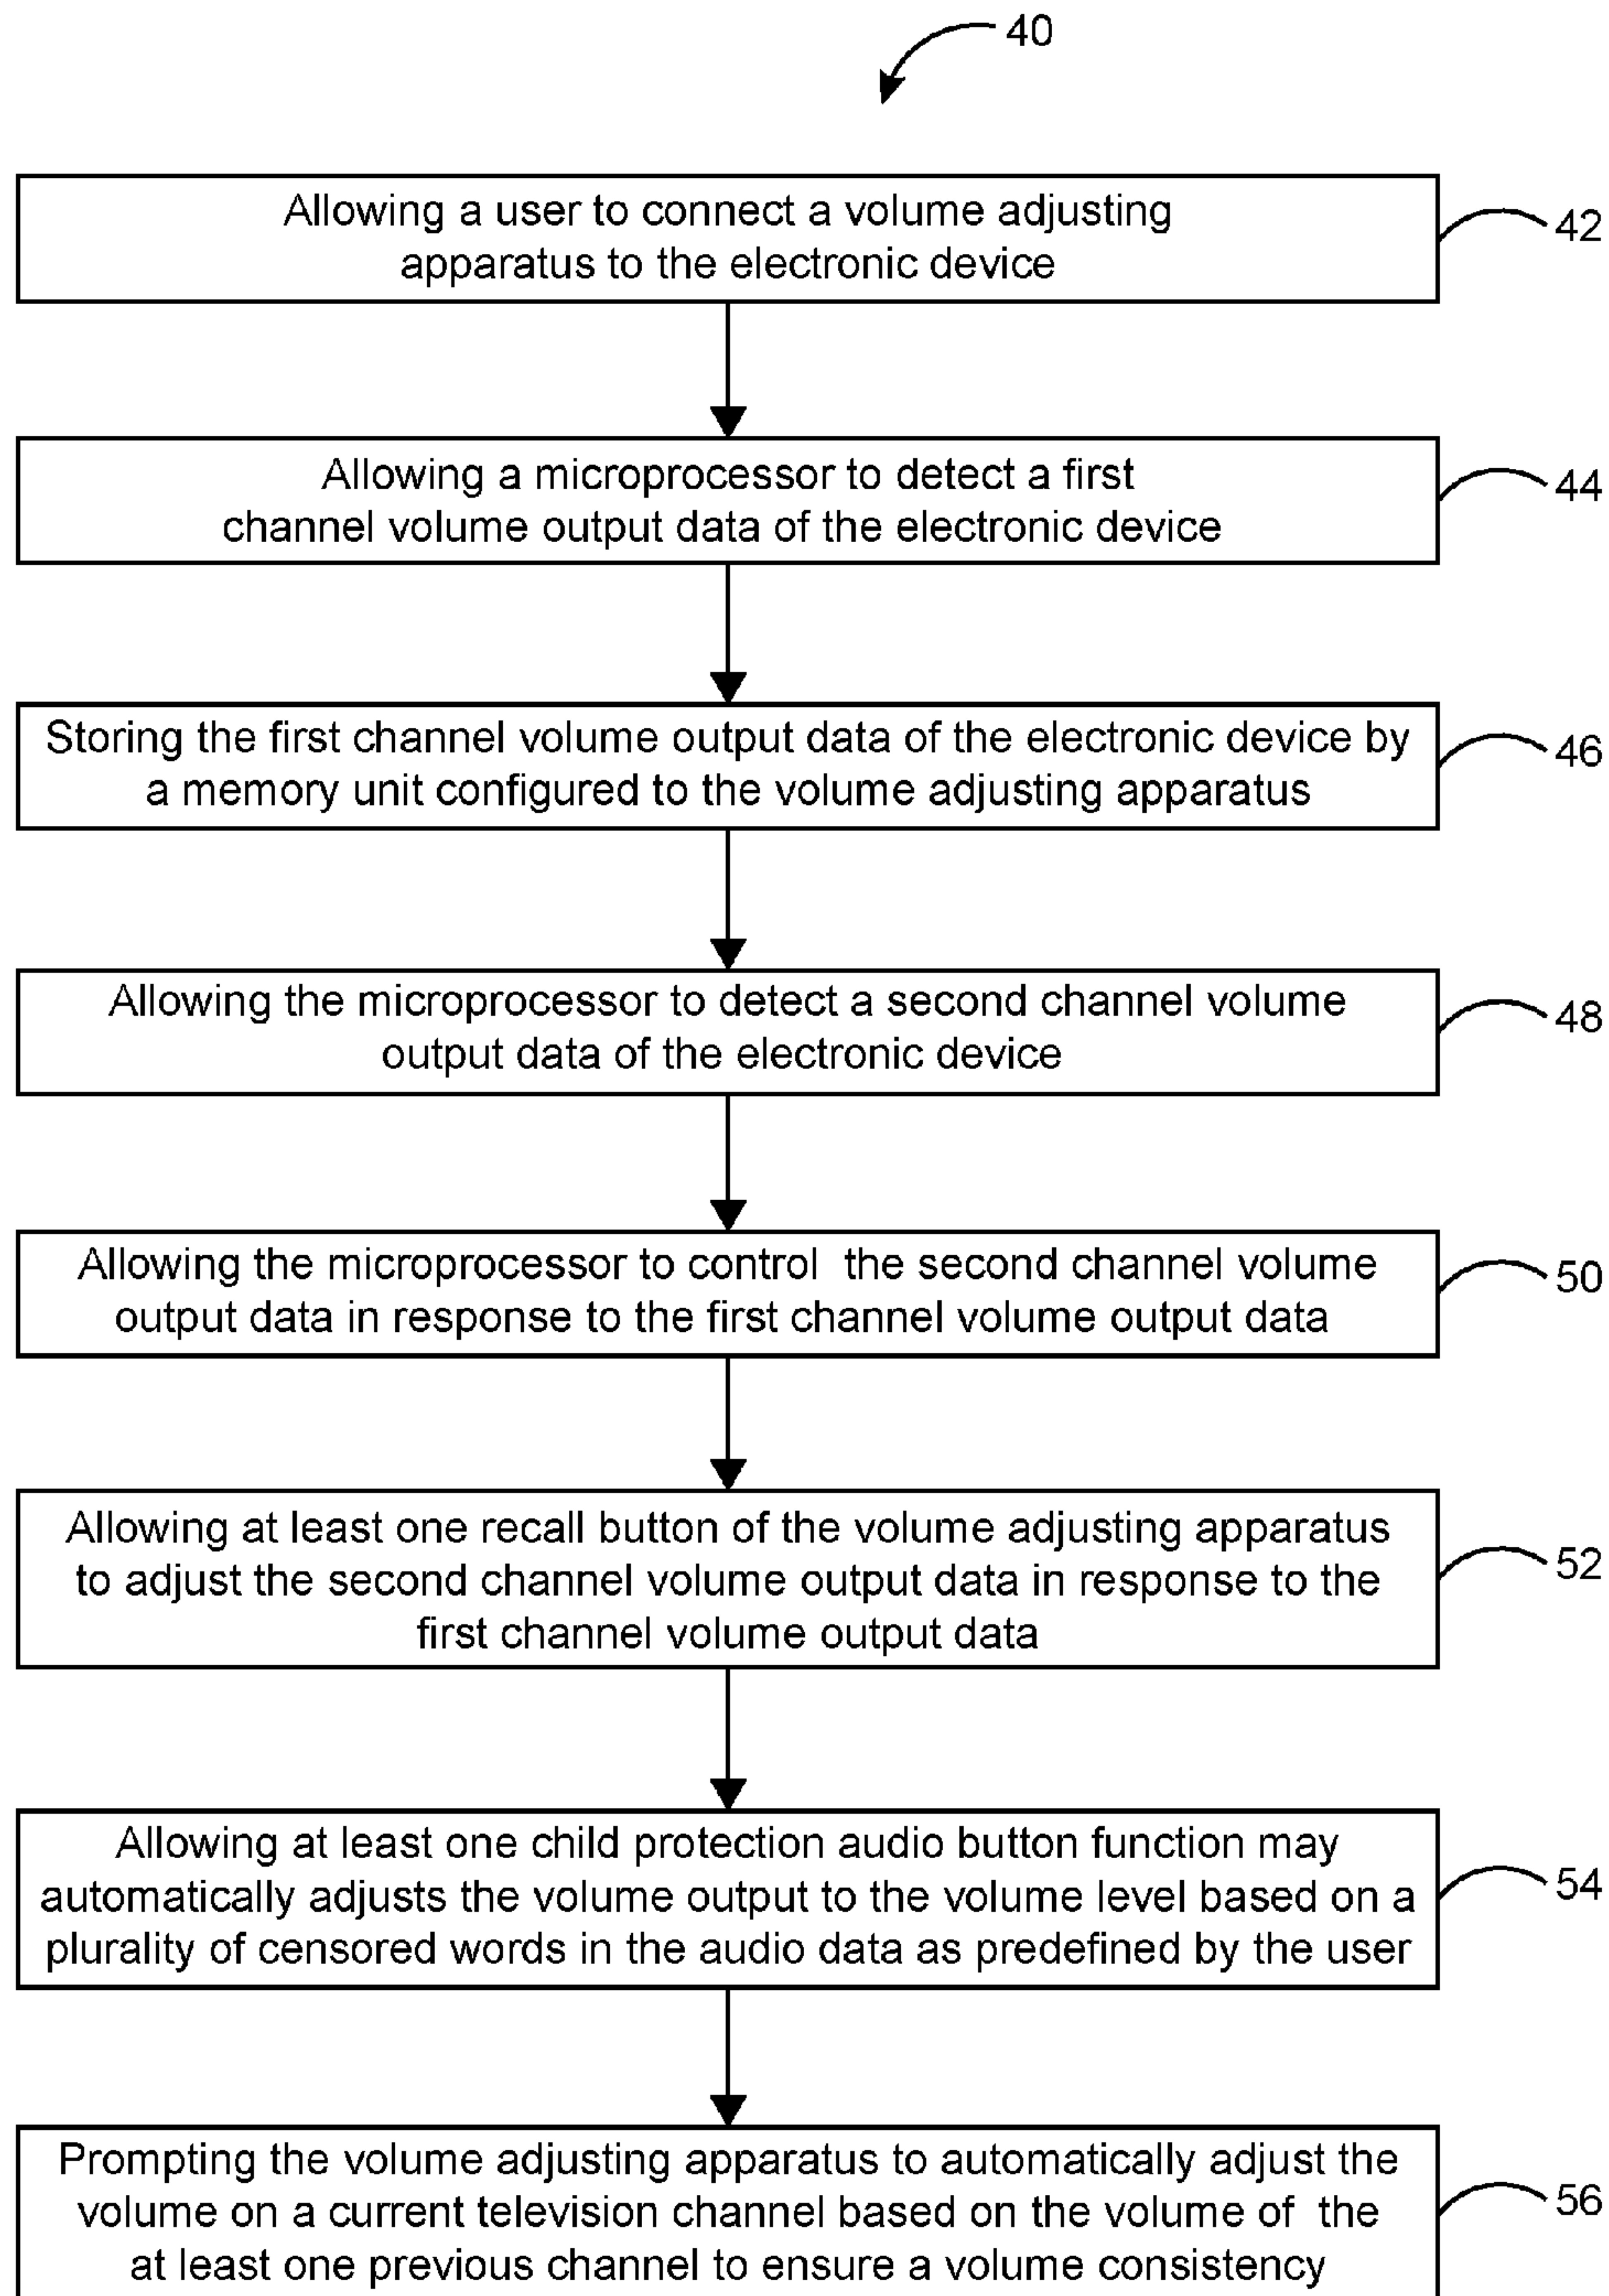 40
Allowing a user to connect a volume adjusting
apparatus to the electronic device
42
Allowing a microprocessor to detect a first
channel volume output data of the electronic device
44
Storing the first channel volume output data of the electronic device by
a memory unit configured to the volume adjusting apparatus
46
Allowing the microprocessor to detect a second channel volume
output data of the electronic device
48
Allowing the microprocessor to control the second channel volume
output data in response to the first channel volume output data
50
Allowing at least one recall button of the volume adjusting apparatus
to adjust the second channel volume output data in response to the
first channel volume output data
52
Allowing at least one child protection audio button function may
automatically adjusts the volume output to the volume level based on a
plurality of censored words in the audio data as predefined by the user
54
Prompting the volume adjusting apparatus to automatically adjust the
volume on a current television channel based on the volume of the
at least one previous channel to ensure a volume consistency
56